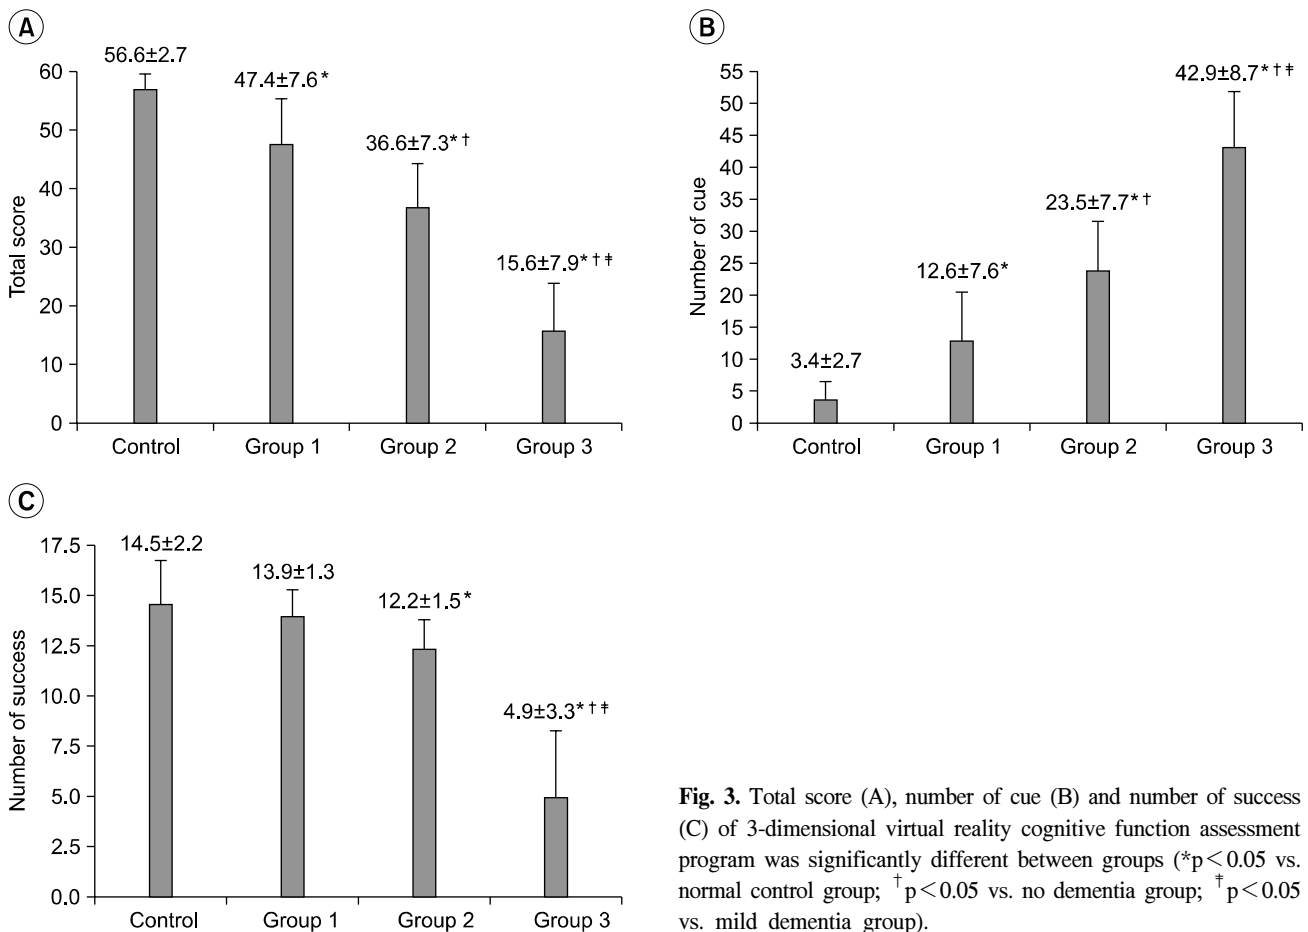 A
56.6±2.7
47.4±7.6*
36.6±7.3*†
15.6±7.9*†‡
60
50
40
30
20
10
0
Total score
Control Group 1 Group 2 Group 3
B
42.9±8.7*†‡
23.5±7.7*†
12.6±7.6*
3.4±2.7
55
50
45
40
35
30
25
20
15
10
5
0
Number of cue
Control Group 1 Group 2 Group 3
C
14.5±2.2
13.9±1.3
12.2±1.5*
4.9±3.3*†‡
17.5
15.0
12.5
10.0
7.5
5.0
2.5
0.0
Number of success
Control Group 1 Group 2 Group 3
Fig. 3. Total score (A), number of cue (B) and number of success
(C) of 3-dimensional virtual reality cognitive function assessment
program was significantly different between groups (*p<0.05 vs.
normal control group; †p<0.05 vs. no dementia group; ‡p<0.05
vs. mild dementia group).